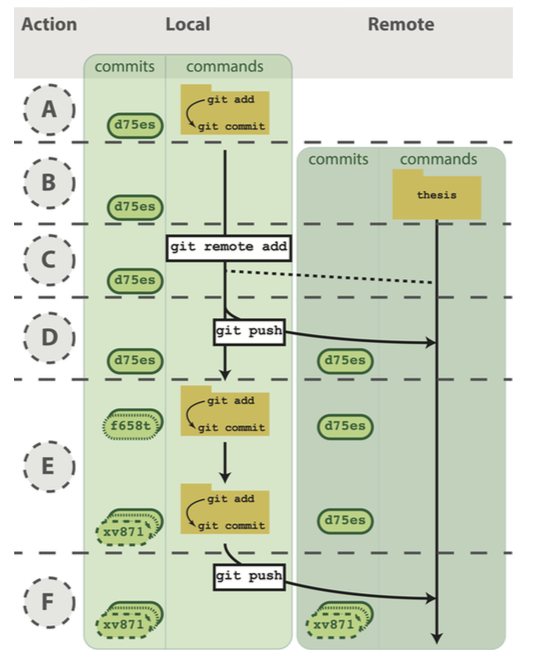 Action Local Remote
commits commands
A
git add
git commit
d75es
commits commands
B
thesis
d75es
git remote add
C
d75es
D
git push
d75es d75es
git add
f658t git commit d75es
E
git add
xv871 git commit d75es
git push
F
xv871 xv871